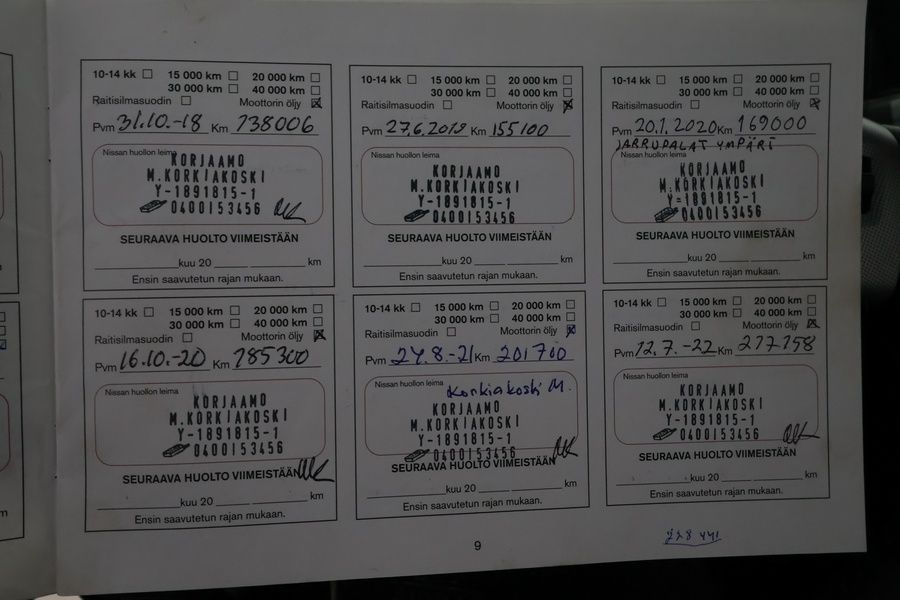 10-14 kk 15 000 km 20 000 km
30 000 km 40 000 km
Raitisilmasuodin Moottorin öljy
Pvm 31.10.-18 Km 138006
Nissan huollon leima
KORJAAMO
M.KORKIAKOSKI
Y-1891815-1
0400153456
SEURAAVA HUOLTO VIIMEISTÄÄN
kuu 20 km
Ensin saavutetun rajan mukaan.
10-14 kk 15 000 km 20 000 km
30 000 km 40 000 km
Raitisilmasuodin Moottorin öljy
Pvm 27.6.2019 Km 155100
Nissan huollon leima
KORJAAMO
M.KORKIAKOSKI
Y-1891815-1
0400153456
SEURAAVA HUOLTO VIIMEISTÄÄN
kuu 20 km
Ensin saavutetun rajan mukaan.
10-14 kk 15 000 km 20 000 km
30 000 km 40 000 km
Raitisilmasuodin Moottorin öljy
Pvm 20.1.2020 Km 169000
JARRUPALAT YMPÄRI
Nissan huollon leima
KORJAAMO
M.KORKIAKOSKI
Y-1891815-1
0400153456
SEURAAVA HUOLTO VIIMEISTÄÄN
kuu 20 km
Ensin saavutetun rajan mukaan.
10-14 kk 15 000 km 20 000 km
30 000 km 40 000 km
Raitisilmasuodin Moottorin öljy
Pvm 16.10.-20 Km 185300
Nissan huollon leima
KORJAAMO
M.KORKIAKOSKI
Y-1891815-1
0400153456
SEURAAVA HUOLTO VIIMEISTÄÄN
kuu 20 km
Ensin saavutetun rajan mukaan.
10-14 kk 15 000 km 20 000 km
30 000 km 40 000 km
Raitisilmasuodin Moottorin öljy
Pvm 24.8.-21 Km 201700
Nissan huollon leima
Korkiakoski M.
KORJAAMO
M.KORKIAKOSKI
Y-1891815-1
0400153456
SEURAAVA HUOLTO VIIMEISTÄÄN
kuu 20 km
Ensin saavutetun rajan mukaan.
10-14 kk 15 000 km 20 000 km
30 000 km 40 000 km
Raitisilmasuodin Moottorin öljy
Pvm 12.7.-22 Km 217158
Nissan huollon leima
KORJAAMO
M.KORKIAKOSKI
Y-1891815-1
0400153456
SEURAAVA HUOLTO VIIMEISTÄÄN
kuu 20 km
Ensin saavutetun rajan mukaan.
9